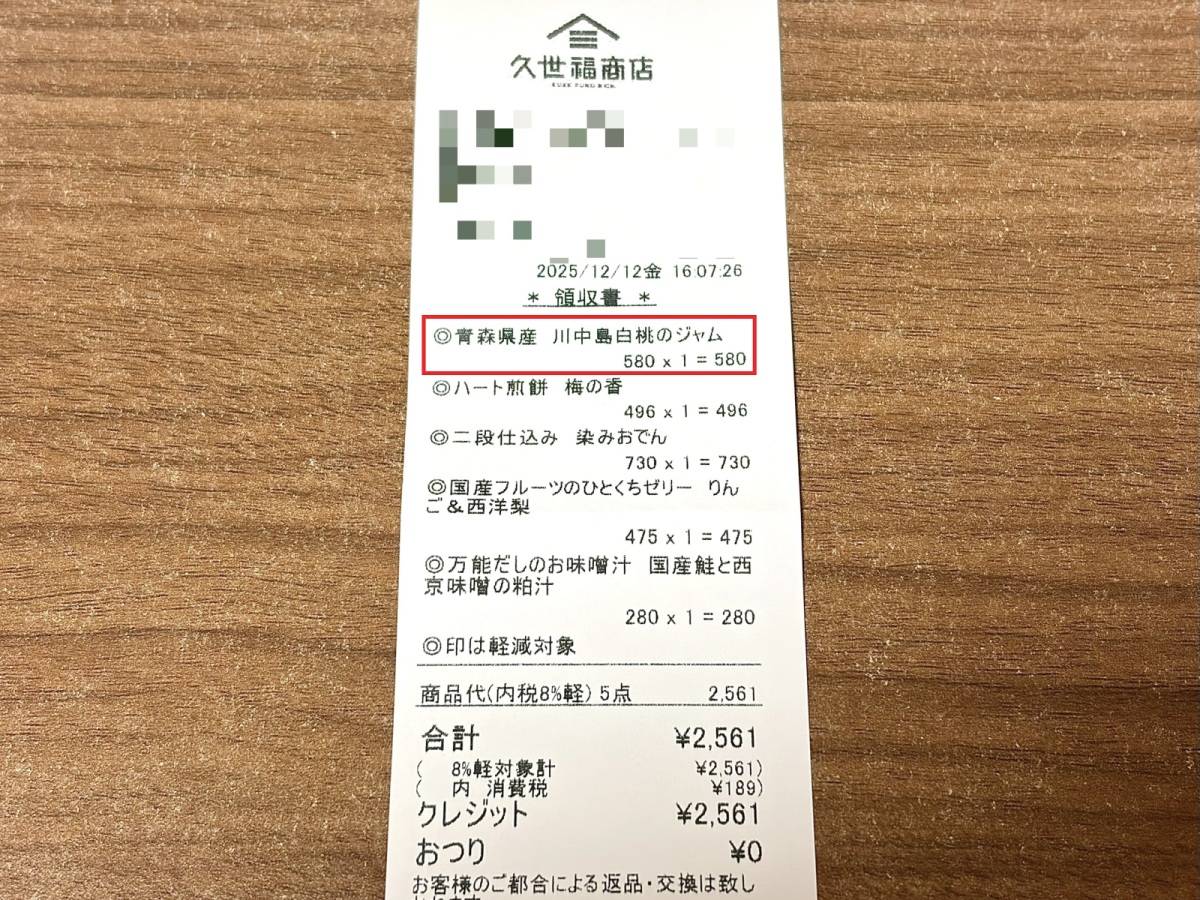 久世福商店
KUZE FUKU & CO.
2025/12/12金 16:07:26
* 領収書 *
◎青森県産 川中島白桃のジャム
580 x 1 = 580
◎ハート煎餅 梅の香
496 x 1 = 496
◎二段仕込み 染みおでん
730 x 1 = 730
◎国産フルーツのひとくちゼリー りん
ご&西洋梨
475 x 1 = 475
◎万能だしのお味噌汁 国産鮭と西
京味噌の粕汁
280 x 1 = 280
◎印は軽減対象
商品代(内税8%軽) 5点 2,561
合計 ¥2,561
( 8%軽対象計 ¥2,561)
( 内 消費税 ¥189)
クレジット ¥2,561
おつり ¥0
お客様のご都合による返品・交換は致し